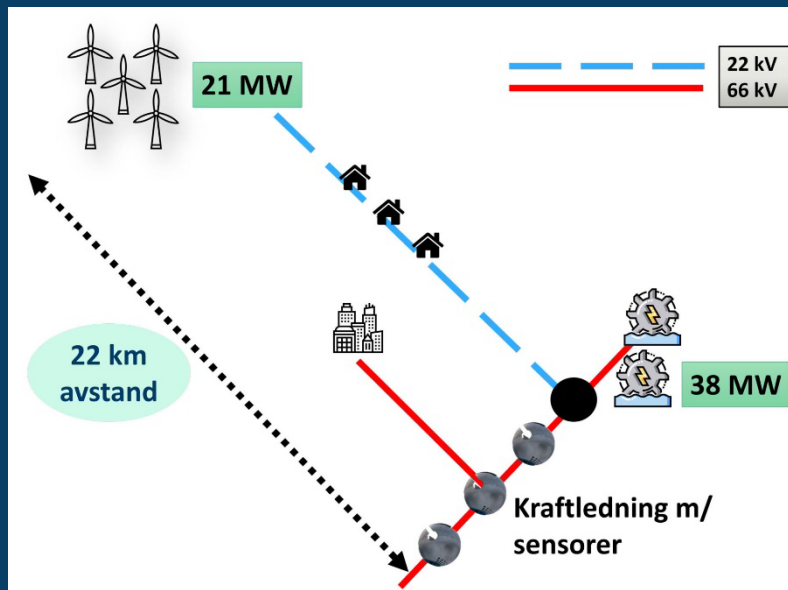 21 MW
22 kV
66 kV
22 km
avstand
38 MW
Kraftledning m/
sensorer